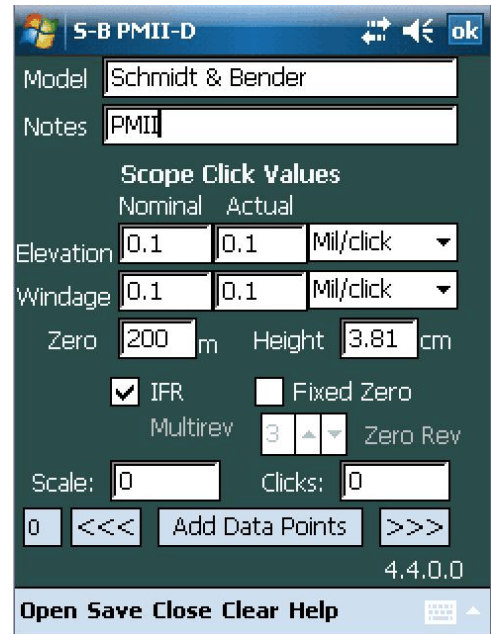 S-B PMII-D ok
Model Schmidt & Bender
Notes PMII
Scope Click Values
Nominal Actual
Elevation 0.1 0.1 Mil/click
Windage 0.1 0.1 Mil/click
Zero 200 m Height 3.81 cm
IFR Fixed Zero
Multirev 3 Zero Rev
Scale: 0 Clicks: 0
0 <<< Add Data Points >>>
4.4.0.0
Open Save Close Clear Help